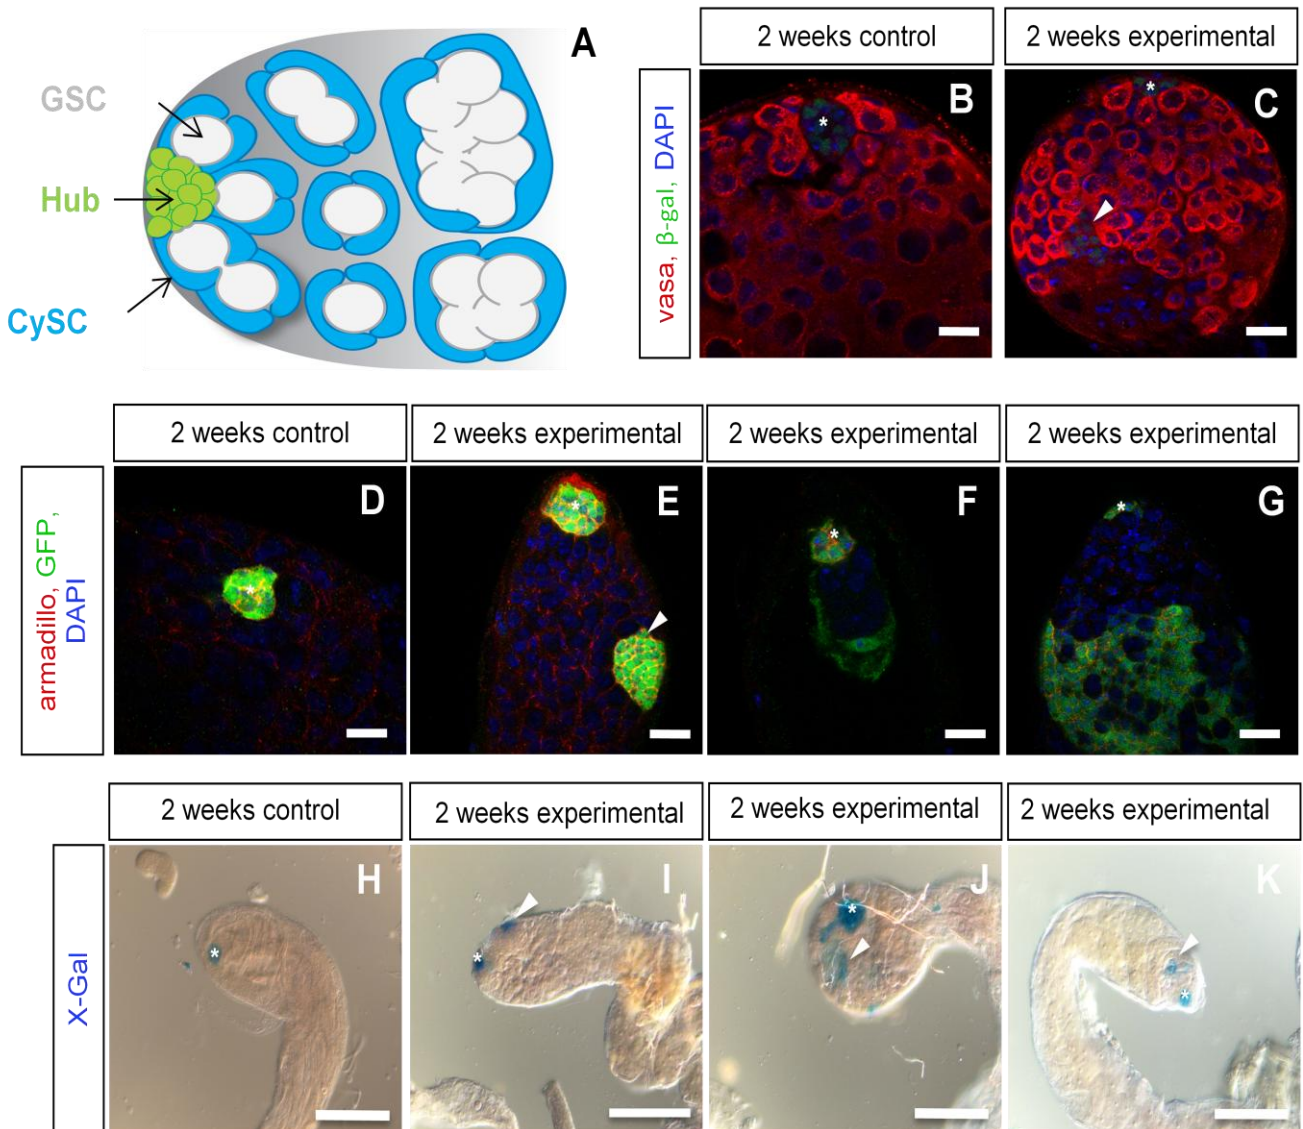 A
GSC
Hub
CySC
2 weeks control
2 weeks experimental
vasa, β-gal, DAPI
B
*
C
*
2 weeks control
2 weeks experimental
2 weeks experimental
2 weeks experimental
armadillo, GFP,
DAPI
D
*
E
*
F
*
G
*
2 weeks control
2 weeks experimental
2 weeks experimental
2 weeks experimental
X-Gal
H
*
I
*
J
*
K
*